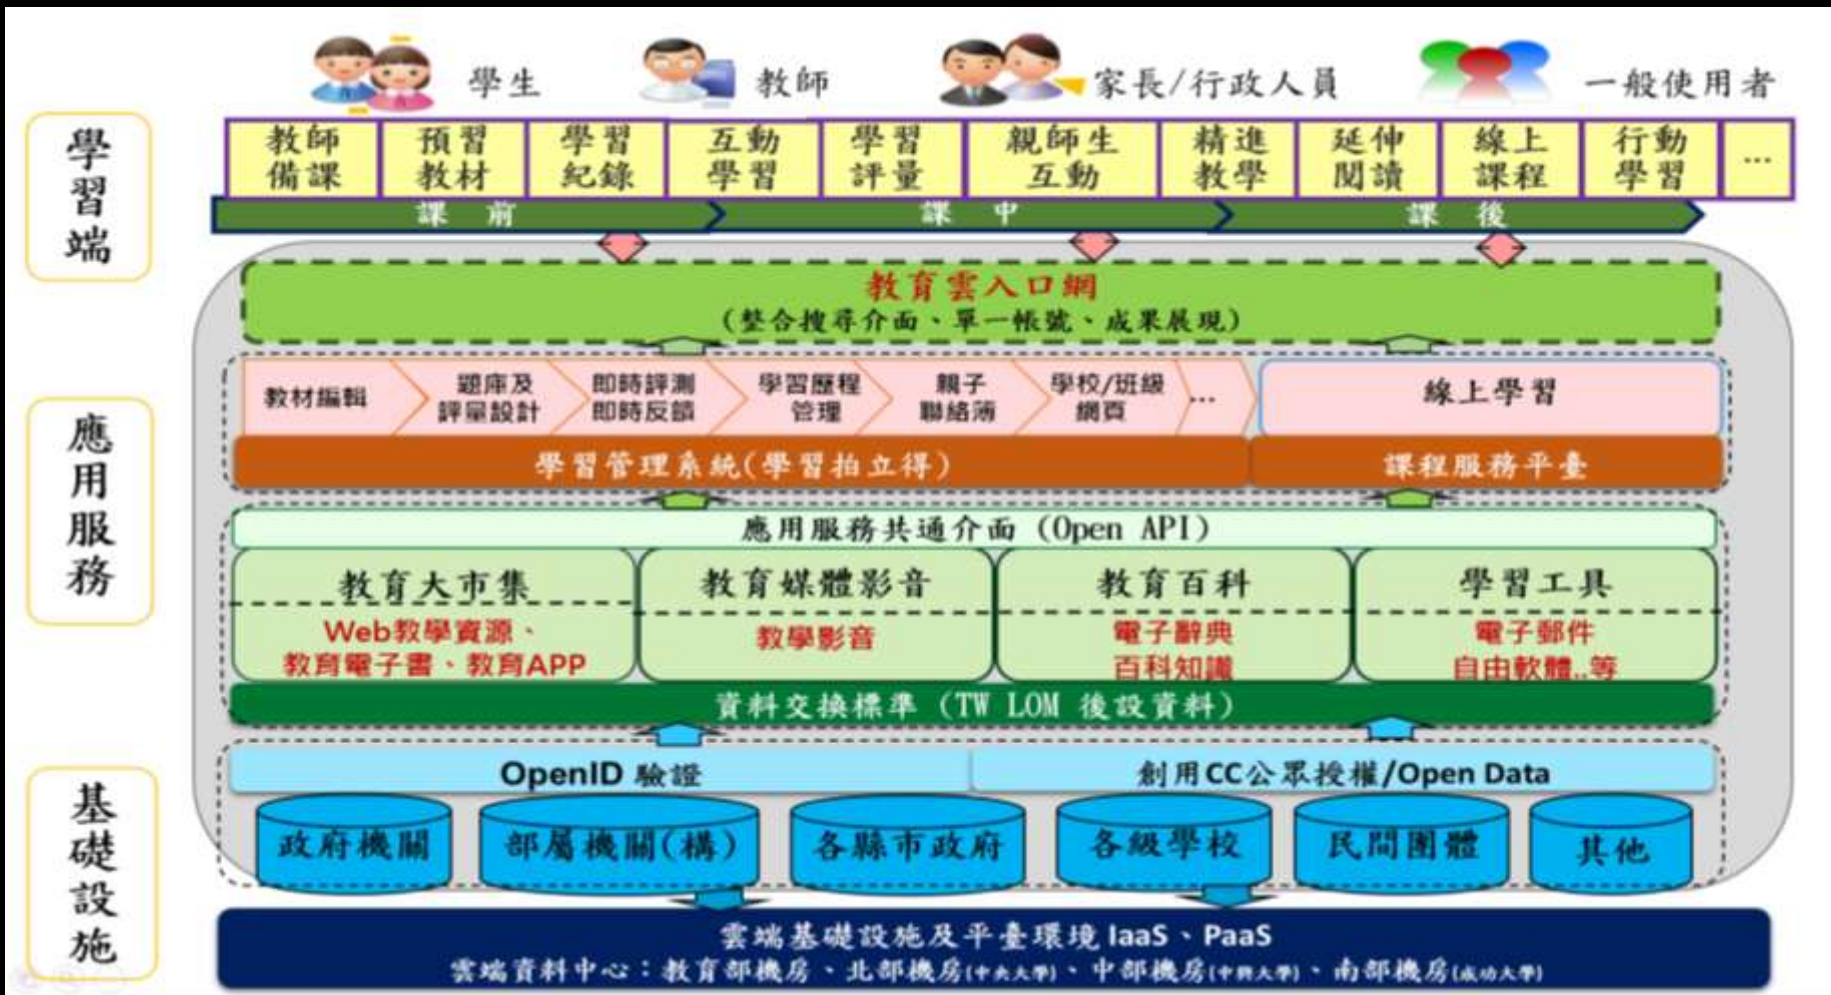 學生
教師
家長/行政人員
一般使用者
學習端
教師
備課
預習
教材
學習
紀錄
互動
學習
學習
評量
親師生
互動
精進
教學
延伸
閱讀
線上
課程
行動
學習
...
課前
課中
課後
教育雲入口網
(整合搜尋介面、單一帳號、成果展現)
應用服務
教材編輯
題庫及
評量設計
即時評測
即時反饋
學習歷程
管理
親子
聯絡簿
學校/班級
網頁
...
線上學習
學習管理系統(學習拍立得)
課程服務平臺
應用服務共通介面 (Open API)
教育大市集
Web教學資源、
教育電子書、教育APP
教育媒體影音
教學影音
教育百科
電子辭典
百科知識
學習工具
電子郵件
自由軟體..等
資料交換標準 (TW LOM 後設資料)
基礎設施
OpenID 驗證
創用CC公眾授權/Open Data
政府機關
部屬機關(構)
各縣市政府
各級學校
民間團體
其他
雲端基礎設施及平臺環境 IaaS、PaaS
雲端資料中心：教育部機房、北部機房(中央大學)、中部機房(中興大學)、南部機房(成功大學)